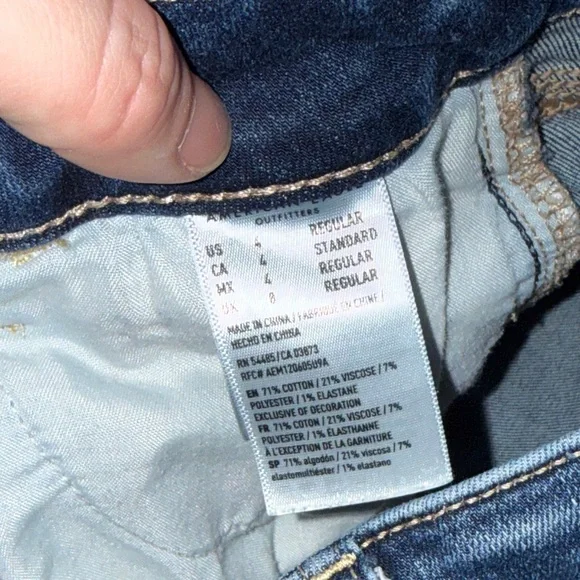 AMERICAN EAGLE
OUTFITTERS
US 4 REGULAR
CA 4 STANDARD
MX 4 REGULAR
UK 8 REGULAR
MADE IN CHINA / FABRIQUÉ EN CHINE /
HECHO EN CHINA
RN 54485/CA 03873
RFC# AEM120605U9A
EN 71% COTTON / 21% VISCOSE / 7%
POLYESTER / 1% ELASTANE
EXCLUSIVE OF DECORATION
FR 71% COTON / 21% VISCOSE / 7%
POLYESTER / 1% ÉLASTHANNE
À L'EXCEPTION DE LA GARNITURE
SP 71% algodón / 21% viscosa / 7%
elastomultiéster / 1% elastano